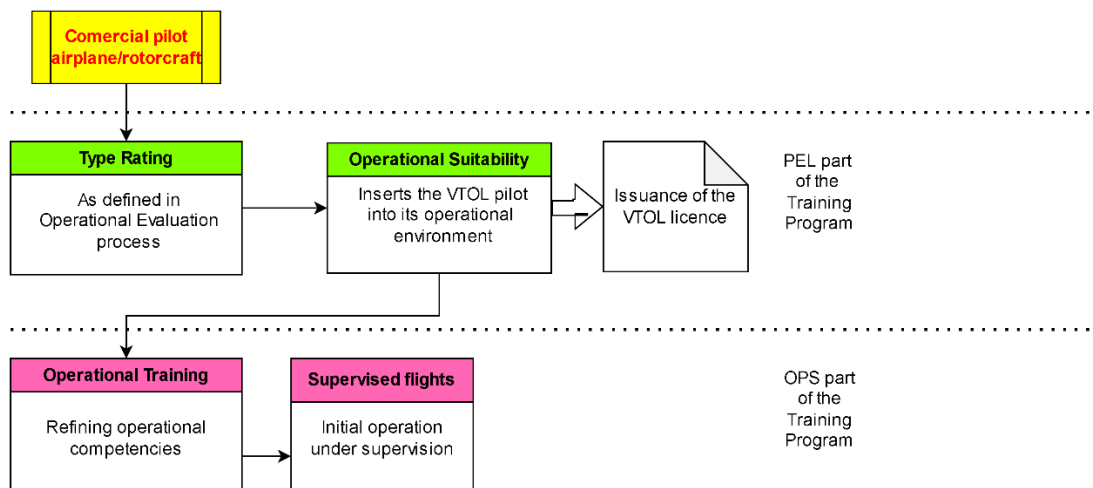 Comercial pilot
airplane/rotorcraft
Type Rating
As defined in
Operational Evaluation
process
Operational Suitability
Inserts the VTOL pilot
into its operational
environment
Issuance of the
VTOL licence
PEL part
of the
Training
Program
Operational Training
Refining operational
competencies
Supervised flights
Initial operation
under supervision
OPS part
of the
Training
Program